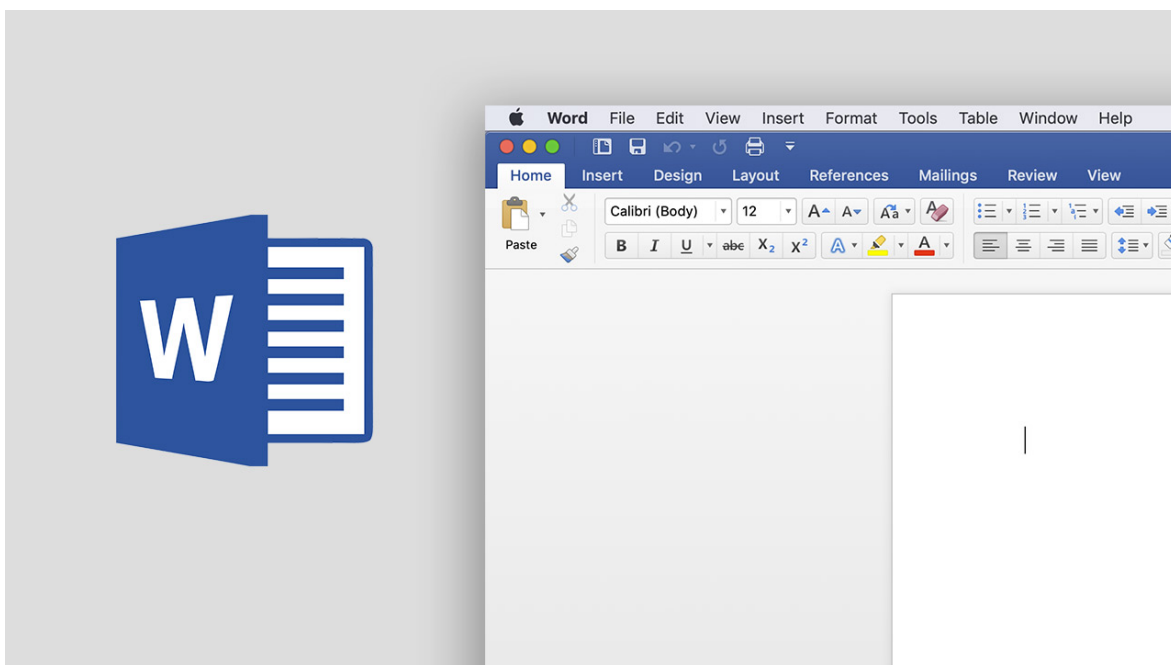 W
Word File Edit View Insert Format Tools Table Window Help
Home Insert Design Layout References Mailings Review View
Calibri (Body) 12 A A Aa A
Paste B I U abc X₂ X² A A